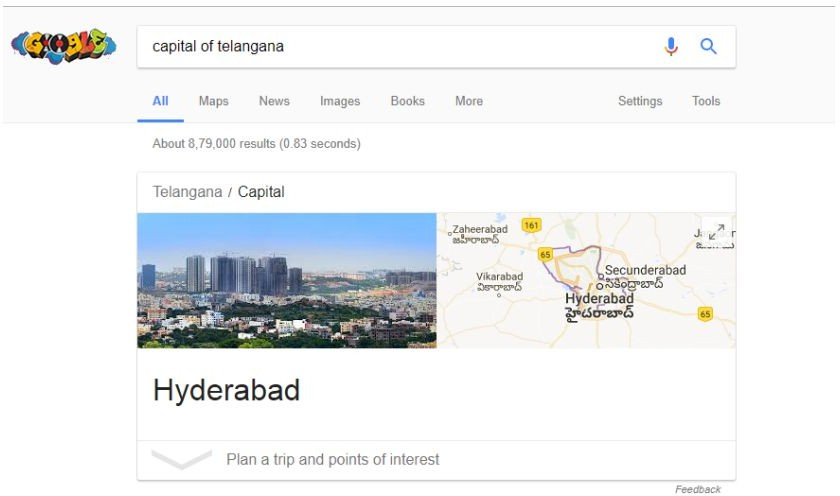 GOOGLE
capital of telangana
All Maps News Images Books More Settings Tools
About 8,79,000 results (0.83 seconds)
Telangana / Capital
Zaheerabad
జహీరాబాద్
161
65
Vikarabad
వికారాబాద్
Secunderabad
సికింద్రాబాద్
Hyderabad
హైదరాబాద్
65
Hyderabad
Plan a trip and points of interest
Feedback